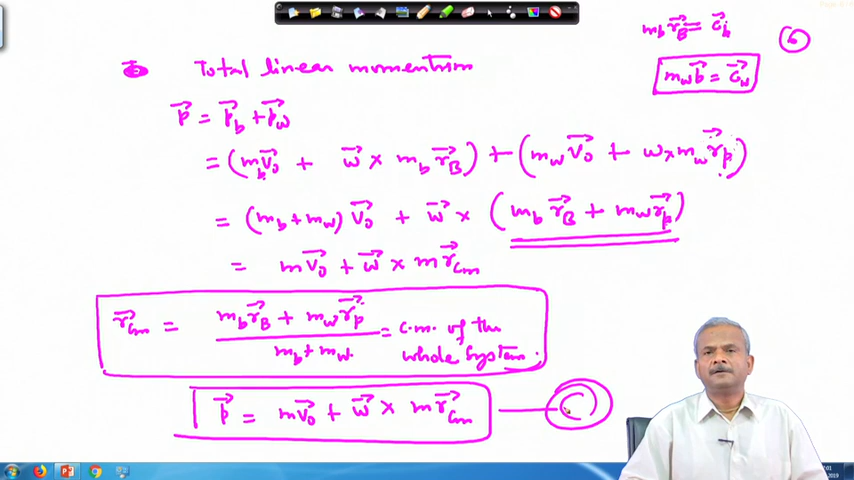 m_b r⃗_B = c⃗_b
6
m_w b⃗ = c⃗_w
Total linear momentum
p⃗ = p⃗_b + p⃗_w
= (m_b v⃗_0 + ω⃗ × m_b r⃗_B) + (m_w v⃗_0 + ω × m_w r⃗_p)
= (m_b + m_w) v⃗_0 + ω⃗ × (m_b r⃗_B + m_w r⃗_p)
= m v⃗_0 + ω⃗ × m r⃗_cm
r⃗_cm = (m_b r⃗_B + m_w r⃗_p) / (m_b + m_w) = c.m. of the
whole system.
p⃗ = m v⃗_0 + ω⃗ × m r⃗_cm — C